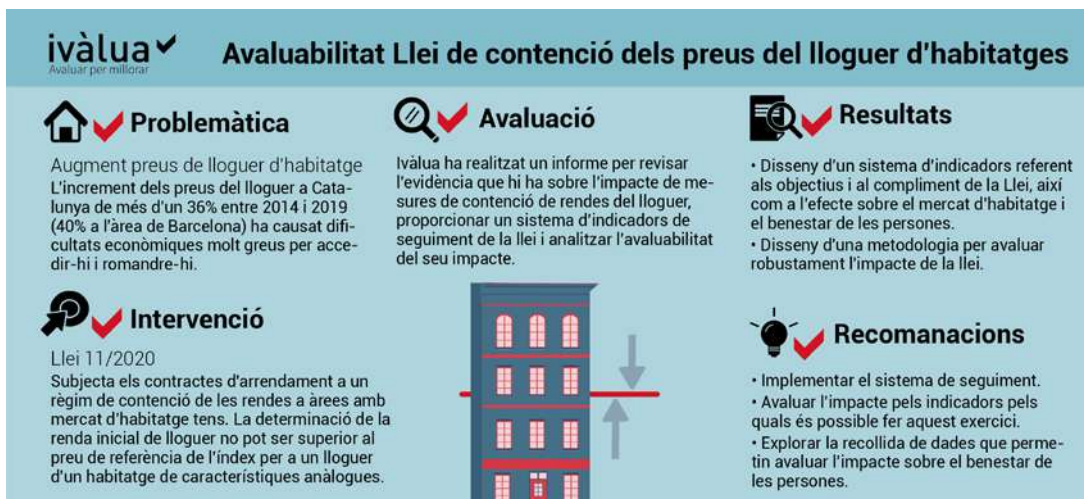 ivàlua
Avaluar per millorar
Avaluabilitat Llei de contenció dels preus del lloguer d'habitatges
Problemàtica
Augment preus de lloguer d'habitatge
L'increment dels preus del lloguer a Cata-
lunya de més d'un 36% entre 2014 i 2019
(40% a l'àrea de Barcelona) ha causat difi-
cultats econòmiques molt greus per acce-
dir-hi i romandre-hi.
Intervenció
Llei 11/2020
Subjecta els contractes d'arrendament a un
règim de contenció de les rendes a àrees amb
mercat d'habitatge tens. La determinació de la
renda inicial de lloguer no pot ser superior al
preu de referència de l'índex per a un lloguer
d'un habitatge de característiques anàlogues.
Avaluació
Ivàlua ha realitzat un informe per revisar
l'evidència que hi ha sobre l'impacte de me-
sures de contenció de rendes del lloguer,
proporcionar un sistema d'indicadors de
seguiment de la llei i analitzar l'avaluabilitat
del seu impacte.
Resultats
• Disseny d'un sistema d'indicadors referent
als objectius i al compliment de la Llei, així
com a l'efecte sobre el mercat d'habitatge i
el benestar de les persones.
• Disseny d'una metodologia per avaluar
robustament l'impacte de la llei.
Recomanacions
• Implementar el sistema de seguiment.
• Avaluar l'impacte pels indicadors pels
quals és possible fer aquest exercici.
• Explorar la recollida de dades que perme-
tin avaluar l'impacte sobre el benestar de
les persones.